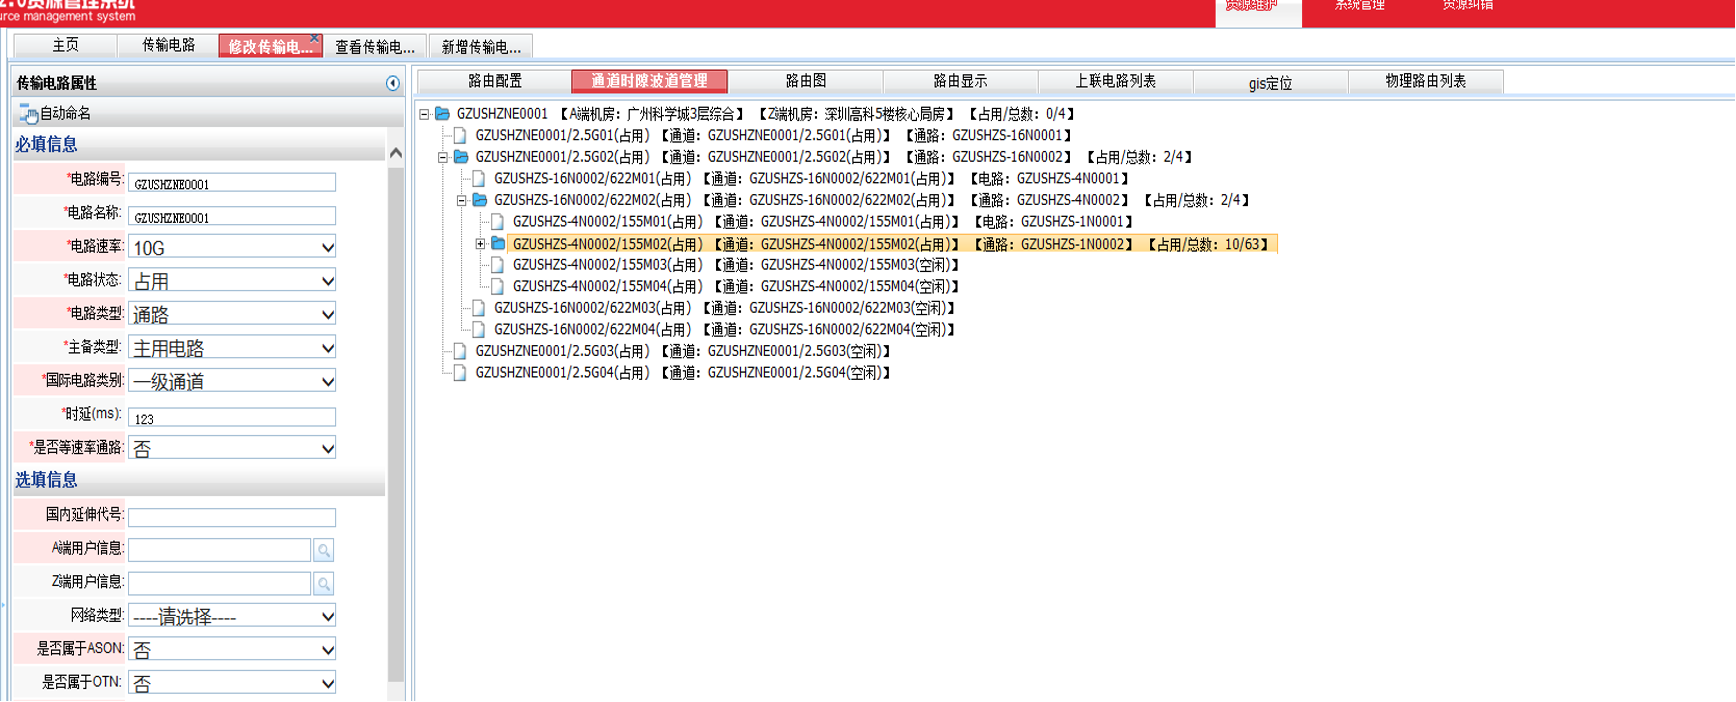 2.0资源管理系统
urce management system
资源维护 系统管理 资源纠错
主页 传输电路 修改传输电... 查看传输电... 新增传输电...
传输电路属性
自动命名
必填信息
*电路编号: GZUSHZNE0001
*电路名称: GZUSHZNE0001
*电路速率: 10G
*电路状态: 占用
*电路类型: 通路
*主备类型: 主用电路
*国际电路类别: 一级通道
*时延(ms): 123
*是否等速率通路: 否
选填信息
国内延伸代号:
A端用户信息:
Z端用户信息:
网络类型: ----请选择----
是否属于ASON: 否
是否属于OTN: 否
路由配置 通道时隙波道管理 路由图 路由显示 上联电路列表 gis定位 物理路由列表
GZUSHZNE0001 【A端机房: 广州科学城3层综合】 【Z端机房: 深圳高科5楼核心局房】 【占用/总数: 0/4】
GZUSHZNE0001/2.5G01(占用) 【通道: GZUSHZNE0001/2.5G01(占用)】 【通路: GZUSHZS-16N0001】
GZUSHZNE0001/2.5G02(占用) 【通道: GZUSHZNE0001/2.5G02(占用)】 【通路: GZUSHZS-16N0002】 【占用/总数: 2/4】
GZUSHZS-16N0002/622M01(占用) 【通道: GZUSHZS-16N0002/622M01(占用)】 【电路: GZUSHZS-4N0001】
GZUSHZS-16N0002/622M02(占用) 【通道: GZUSHZS-16N0002/622M02(占用)】 【通路: GZUSHZS-4N0002】 【占用/总数: 2/4】
GZUSHZS-4N0002/155M01(占用) 【通道: GZUSHZS-4N0002/155M01(占用)】 【电路: GZUSHZS-1N0001】
GZUSHZS-4N0002/155M02(占用) 【通道: GZUSHZS-4N0002/155M02(占用)】 【通路: GZUSHZS-1N0002】 【占用/总数: 10/63】
GZUSHZS-4N0002/155M03(占用) 【通道: GZUSHZS-4N0002/155M03(空闲)】
GZUSHZS-4N0002/155M04(占用) 【通道: GZUSHZS-4N0002/155M04(空闲)】
GZUSHZS-16N0002/622M03(占用) 【通道: GZUSHZS-16N0002/622M03(空闲)】
GZUSHZS-16N0002/622M04(占用) 【通道: GZUSHZS-16N0002/622M04(空闲)】
GZUSHZNE0001/2.5G03(占用) 【通道: GZUSHZNE0001/2.5G03(空闲)】
GZUSHZNE0001/2.5G04(占用) 【通道: GZUSHZNE0001/2.5G04(空闲)】